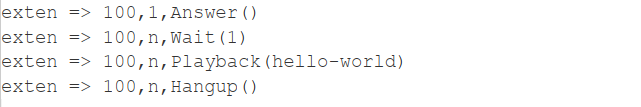 exten => 100,1,Answer()
exten => 100,n,Wait(1)
exten => 100,n,Playback(hello-world)
exten => 100,n,Hangup()